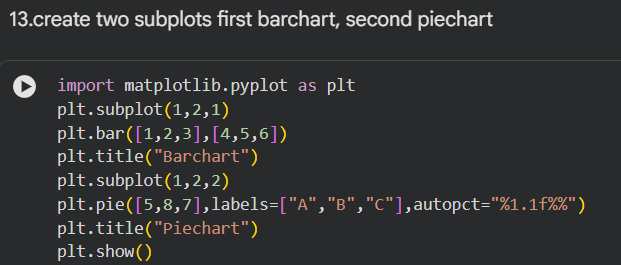 13.create two subplots first barchart, second piechart
import matplotlib.pyplot as plt
plt.subplot(1,2,1)
plt.bar([1,2,3],[4,5,6])
plt.title("Barchart")
plt.subplot(1,2,2)
plt.pie([5,8,7],labels=["A","B","C"],autopct="%1.1f%%")
plt.title("Piechart")
plt.show()